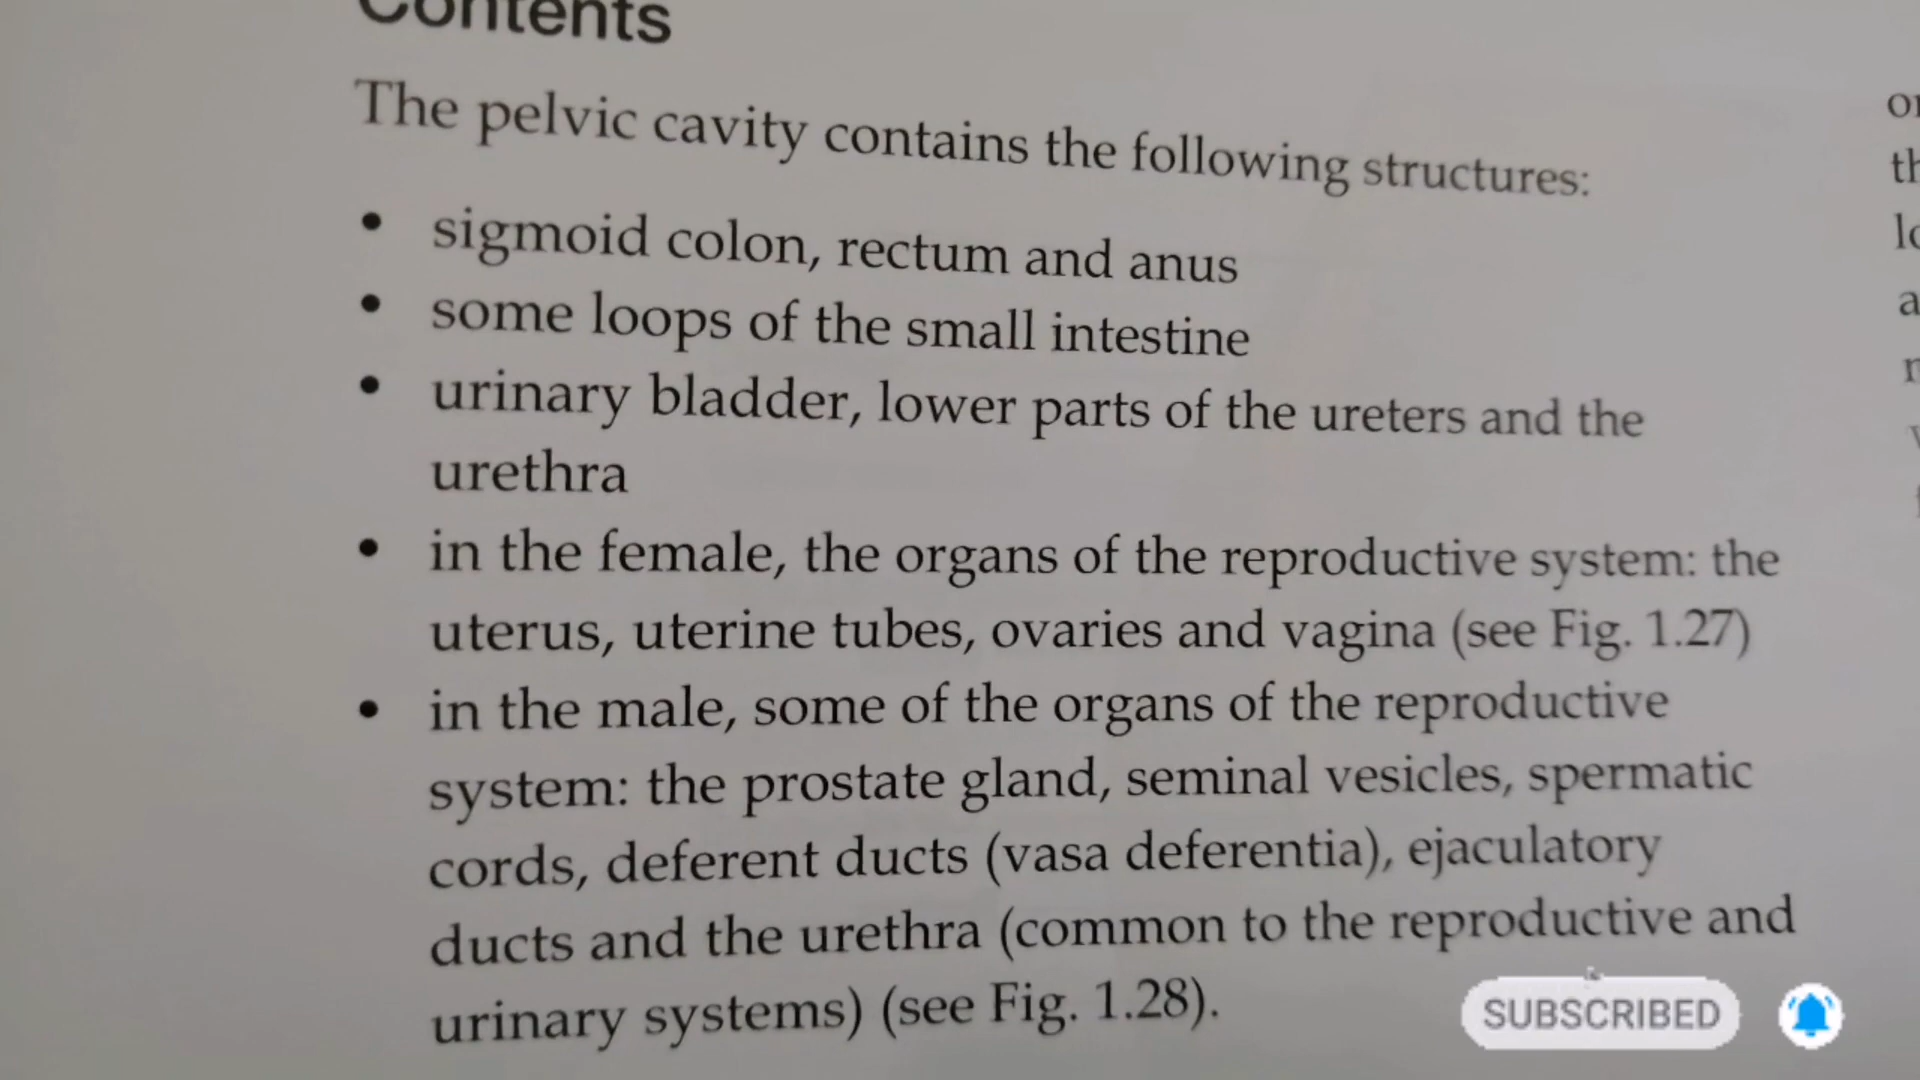 Contents
The pelvic cavity contains the following structures:
• sigmoid colon, rectum and anus
• some loops of the small intestine
• urinary bladder, lower parts of the ureters and the
urethra
• in the female, the organs of the reproductive system: the
uterus, uterine tubes, ovaries and vagina (see Fig. 1.27)
• in the male, some of the organs of the reproductive
system: the prostate gland, seminal vesicles, spermatic
cords, deferent ducts (vasa deferentia), ejaculatory
ducts and the urethra (common to the reproductive and
urinary systems) (see Fig. 1.28).
SUBSCRIBED